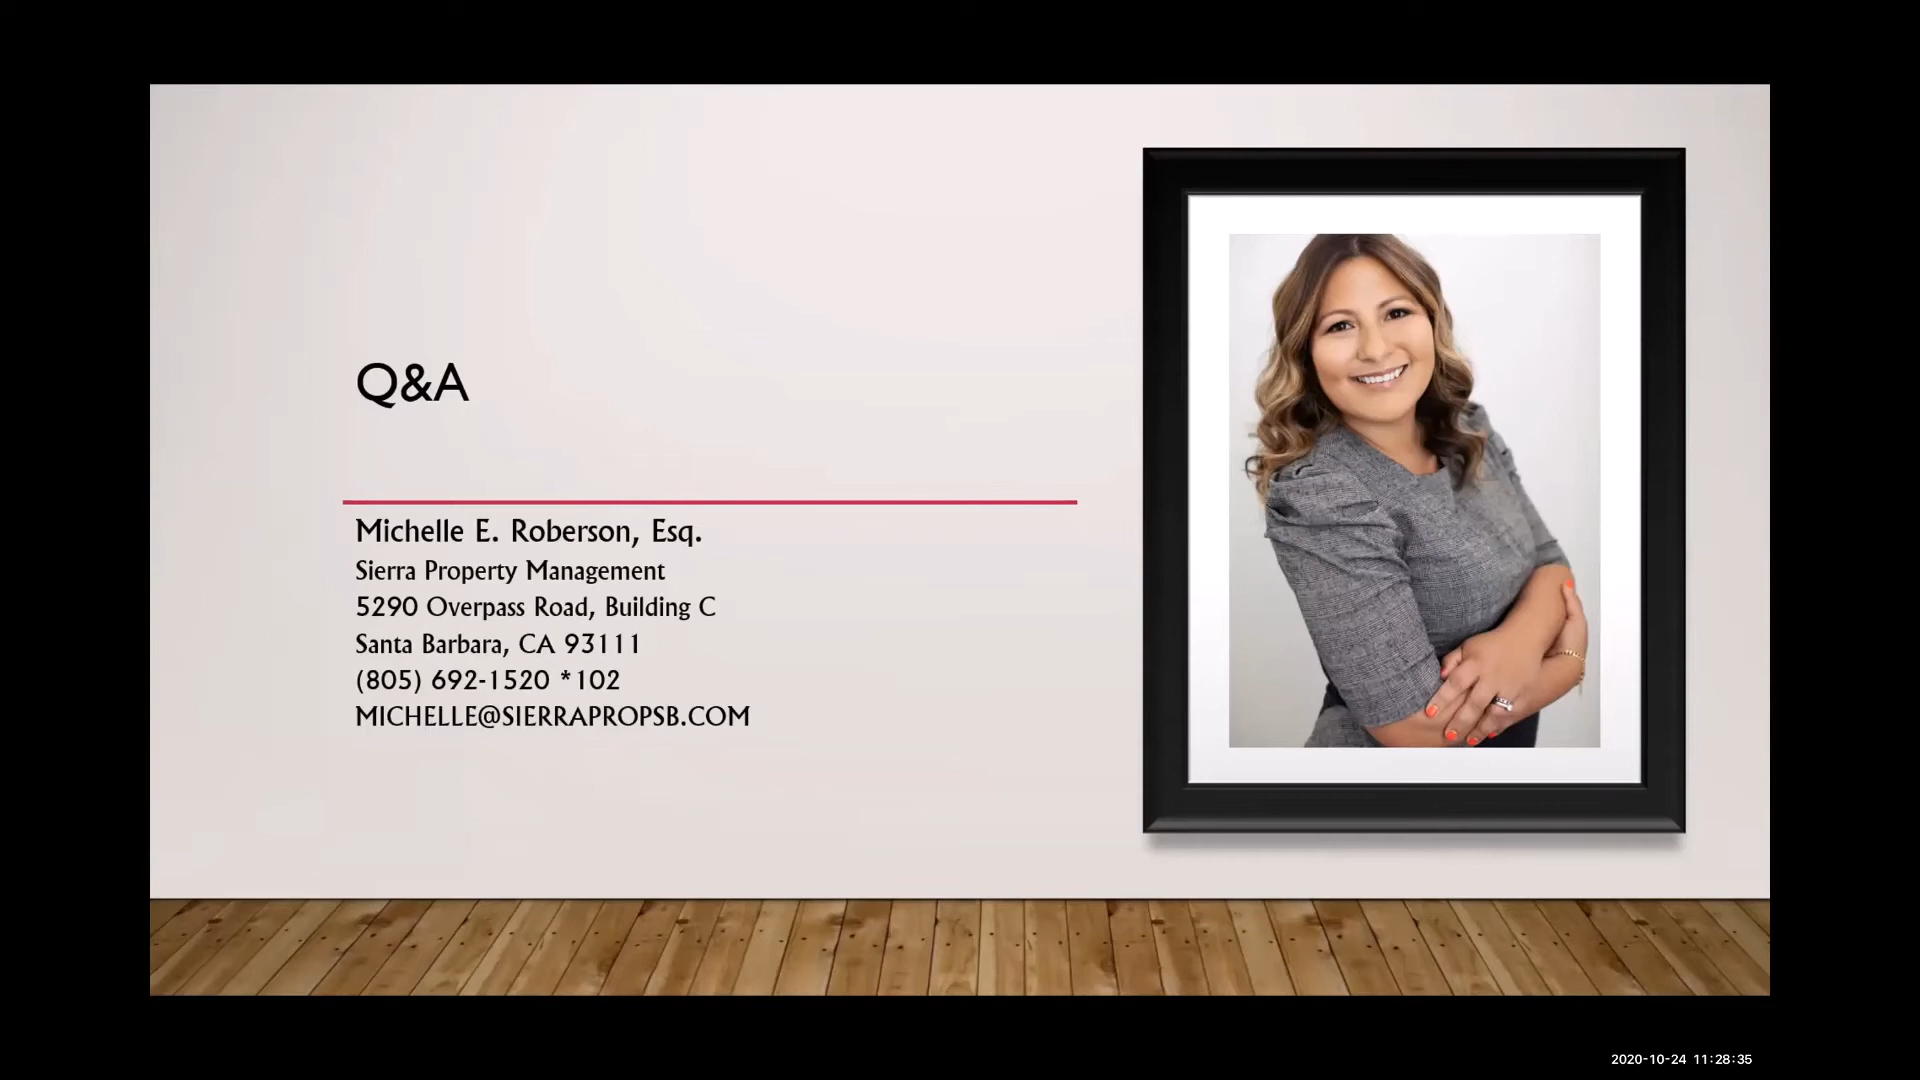 Q&A
Michelle E. Roberson, Esq.
Sierra Property Management
5290 Overpass Road, Building C
Santa Barbara, CA 93111
(805) 692-1520 *102
MICHELLE@SIERRAPROPSB.COM
2020-10-24 11:28:35